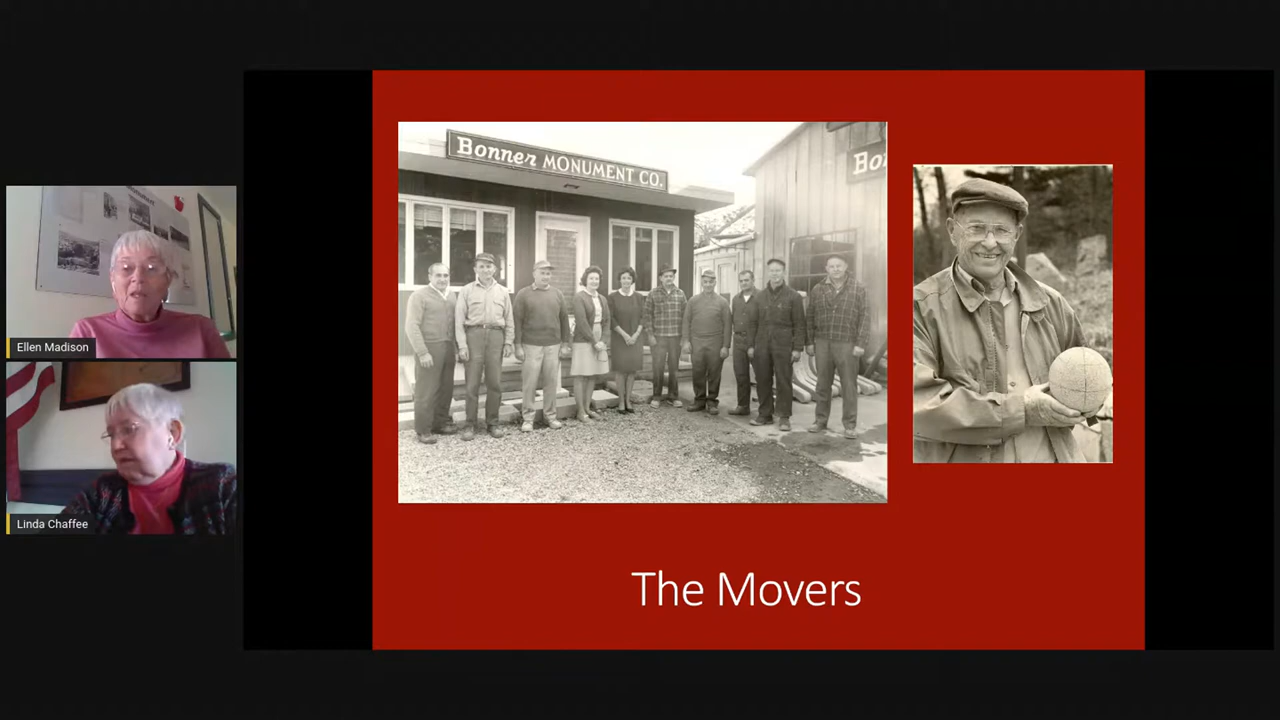 Bonner MONUMENT CO.
Bo
Ellen Madison
Linda Chaffee
The Movers